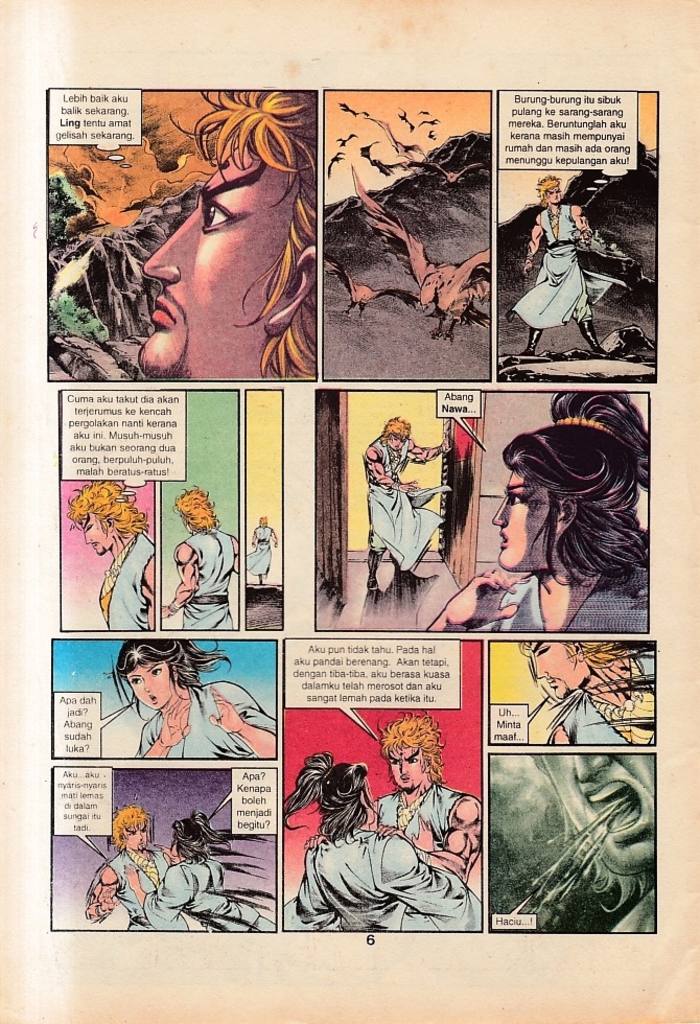 Lebih baik aku
balik sekarang.
Ling tentu amat
gelisah sekarang.
Burung-burung itu sibuk
pulang ke sarang-sarang
mereka. Beruntunglah aku
kerana masih mempunyai
rumah dan masih ada orang
menunggu kepulangan aku!
Cuma aku takut dia akan
terjerumus ke kencah
pergolakan nanti kerana
aku ini. Musuh-musuh
aku bukan seorang dua
orang, berpuluh-puluh,
malah beratus-ratus!
Abang
Nawa...
Apa dah
jadi?
Abang
sudah
luka?
Aku...aku
nyaris-nyaris
mati lemas
di dalam
sungai itu
tadi.
Apa?
Kenapa
boleh
menjadi
begitu?
Aku pun tidak tahu. Pada hal
aku pandai berenang. Akan tetapi,
dengan tiba-tiba, aku berasa kuasa
dalamku telah merosot dan aku
sangat lemah pada ketika itu.
Uh...
Minta
maaf...
Haciu...!
6